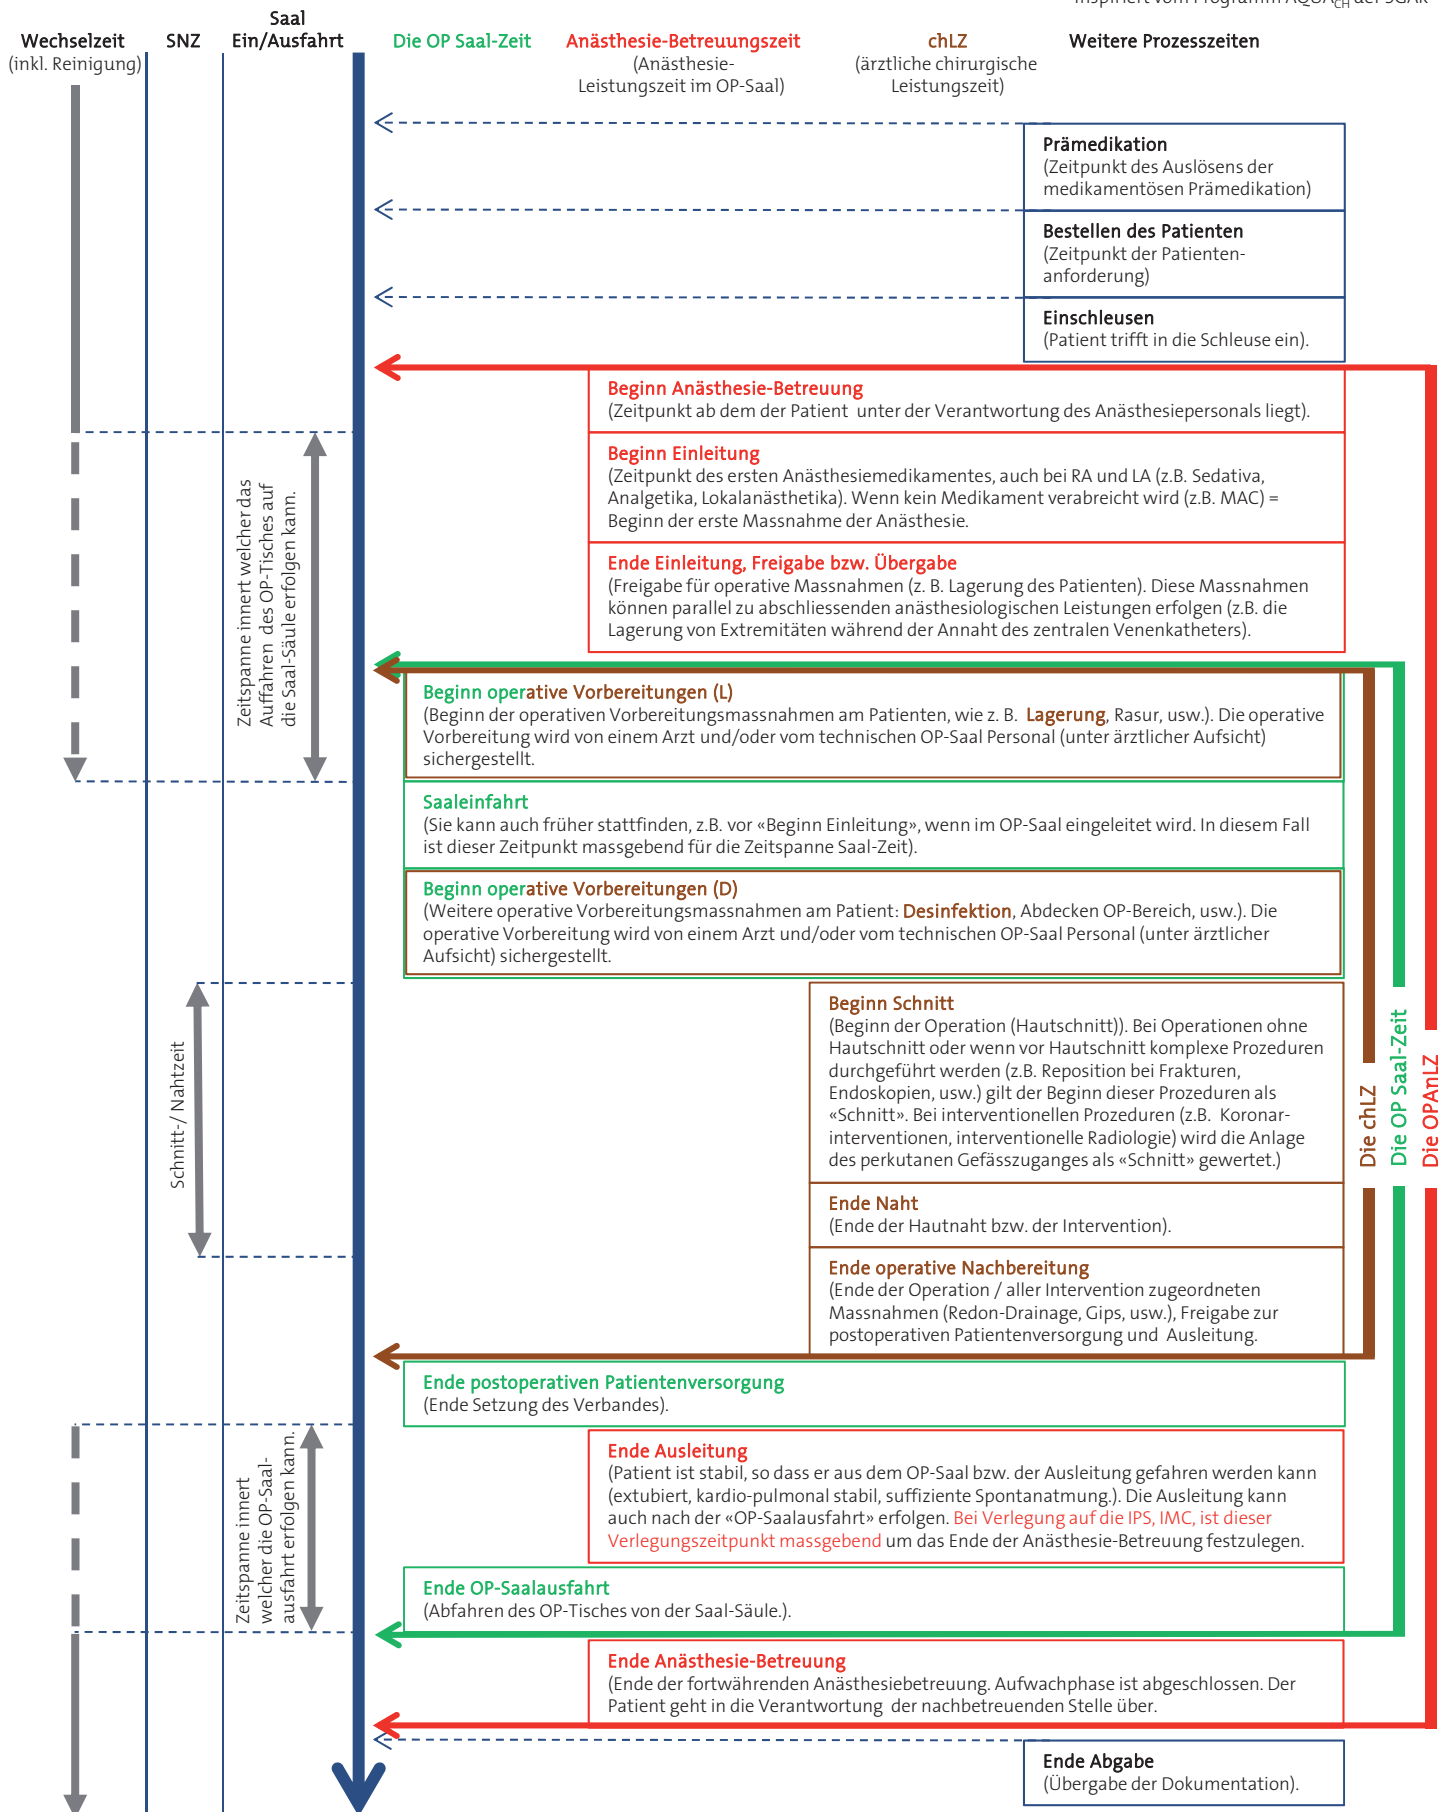 Inspiriert vom Programm AQUA CH der SGAR
Wechselzeit
(inkl. Reinigung)
SNZ
Saal
Ein/Ausfahrt
Die OP Saal-Zeit
Anästhesie-Betreuungszeit
(Anästhesie-
Leistungszeit im OP-Saal)
chLZ
(ärztliche chirurgische
Leistungszeit)
Weitere Prozesszeiten
Prämedikation
(Zeitpunkt des Auslösens der
medikamentösen Prämedikation)
Bestellen des Patienten
(Zeitpunkt der Patienten-
anforderung)
Einschleusen
(Patient trifft in die Schleuse ein).
Beginn Anästhesie-Betreuung
(Zeitpunkt ab dem der Patient unter der Verantwortung des Anästhesiepersonals liegt).
Beginn Einleitung
(Zeitpunkt des ersten Anästhesiemedikamentes, auch bei RA und LA (z.B. Sedativa,
Analgetika, Lokalanästhetika). Wenn kein Medikament verabreicht wird (z.B. MAC) =
Beginn der erste Massnahme der Anästhesie.
Ende Einleitung, Freigabe bzw. Übergabe
(Freigabe für operative Massnahmen (z. B. Lagerung des Patienten). Diese Massnahmen
können parallel zu abschliessenden anästhesiologischen Leistungen erfolgen (z.B. die
Lagerung von Extremitäten während der Annaht des zentralen Venenkatheters).
Zeitspanne innert welcher das
Auffahren des OP-Tisches auf
die Saal-Säule erfolgen kann.
Beginn operative Vorbereitungen (L)
(Beginn der operativen Vorbereitungsmassnahmen am Patienten, wie z. B. Lagerung, Rasur, usw.). Die operative
Vorbereitung wird von einem Arzt und/oder vom technischen OP-Saal Personal (unter ärztlicher Aufsicht)
sichergestellt.
Saaleinfahrt
(Sie kann auch früher stattfinden, z.B. vor «Beginn Einleitung», wenn im OP-Saal eingeleitet wird. In diesem Fall
ist dieser Zeitpunkt massgebend für die Zeitspanne Saal-Zeit).
Beginn operative Vorbereitungen (D)
(Weitere operative Vorbereitungsmassnahmen am Patient: Desinfektion, Abdecken OP-Bereich, usw.). Die
operative Vorbereitung wird von einem Arzt und/oder vom technischen OP-Saal Personal (unter ärztlicher
Aufsicht) sichergestellt.
Schnitt-/ Nahtzeit
Beginn Schnitt
(Beginn der Operation (Hautschnitt)). Bei Operationen ohne
Hautschnitt oder wenn vor Hautschnitt komplexe Prozeduren
durchgeführt werden (z.B. Reposition bei Frakturen,
Endoskopien, usw.) gilt der Beginn dieser Prozeduren als
«Schnitt». Bei interventionellen Prozeduren (z.B. Koronar-
interventionen, interventionelle Radiologie) wird die Anlage
des perkutanen Gefässzuganges als «Schnitt» gewertet.)
Ende Naht
(Ende der Hautnaht bzw. der Intervention).
Ende operative Nachbereitung
(Ende der Operation / aller Intervention zugeordneten
Massnahmen (Redon-Drainage, Gips, usw.), Freigabe zur
postoperativen Patientenversorgung und Ausleitung.
Die chLZ
Die OP Saal-Zeit
Die OPAnLZ
Ende postoperativen Patientenversorgung
(Ende Setzung des Verbandes).
Zeitspanne innert
welcher die OP-Saal-
ausfahrt erfolgen kann.
Ende Ausleitung
(Patient ist stabil, so dass er aus dem OP-Saal bzw. der Ausleitung gefahren werden kann
(extubiert, kardio-pulmonal stabil, suffiziente Spontanatmung.). Die Ausleitung kann
auch nach der «OP-Saalausfahrt» erfolgen. Bei Verlegung auf die IPS, IMC, ist dieser
Verlegungszeitpunkt massgebend um das Ende der Anästhesie-Betreuung festzulegen.
Ende OP-Saalausfahrt
(Abfahren des OP-Tisches von der Saal-Säule.).
Ende Anästhesie-Betreuung
(Ende der fortwährenden Anästhesiebetreuung. Aufwachphase ist abgeschlossen. Der
Patient geht in die Verantwortung der nachbetreuenden Stelle über.
Ende Abgabe
(Übergabe der Dokumentation).